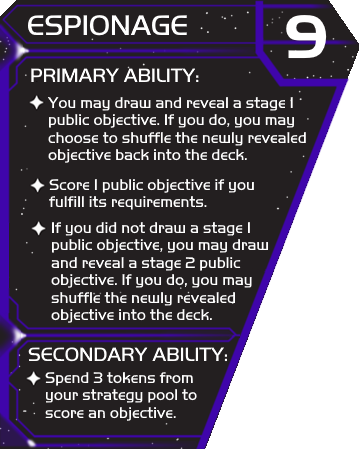 ESPIONAGE
9
PRIMARY ABILITY:
You may draw and reveal a stage I
public objective. If you do, you may
choose to shuffle the newly revealed
objective back into the deck.
Score I public objective if you
fulfill its requirements.
If you did not draw a stage I
public objective, you may draw
and reveal a stage 2 public
objective. If you do, you may
shuffle the newly revealed
objective into the deck.
SECONDARY ABILITY:
Spend 3 tokens from
your strategy pool to
score an objective.